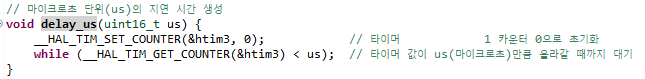 // 마이크로초 단위(us)의 지연 시간 생성
void delay_us(uint16_t us) {
__HAL_TIM_SET_COUNTER(&htim3, 0); // 타이머 1 카운터 0으로 초기화
while (__HAL_TIM_GET_COUNTER(&htim3) < us); // 타이머 값이 us(마이크로초)만큼 올라갈 때까지 대기
}